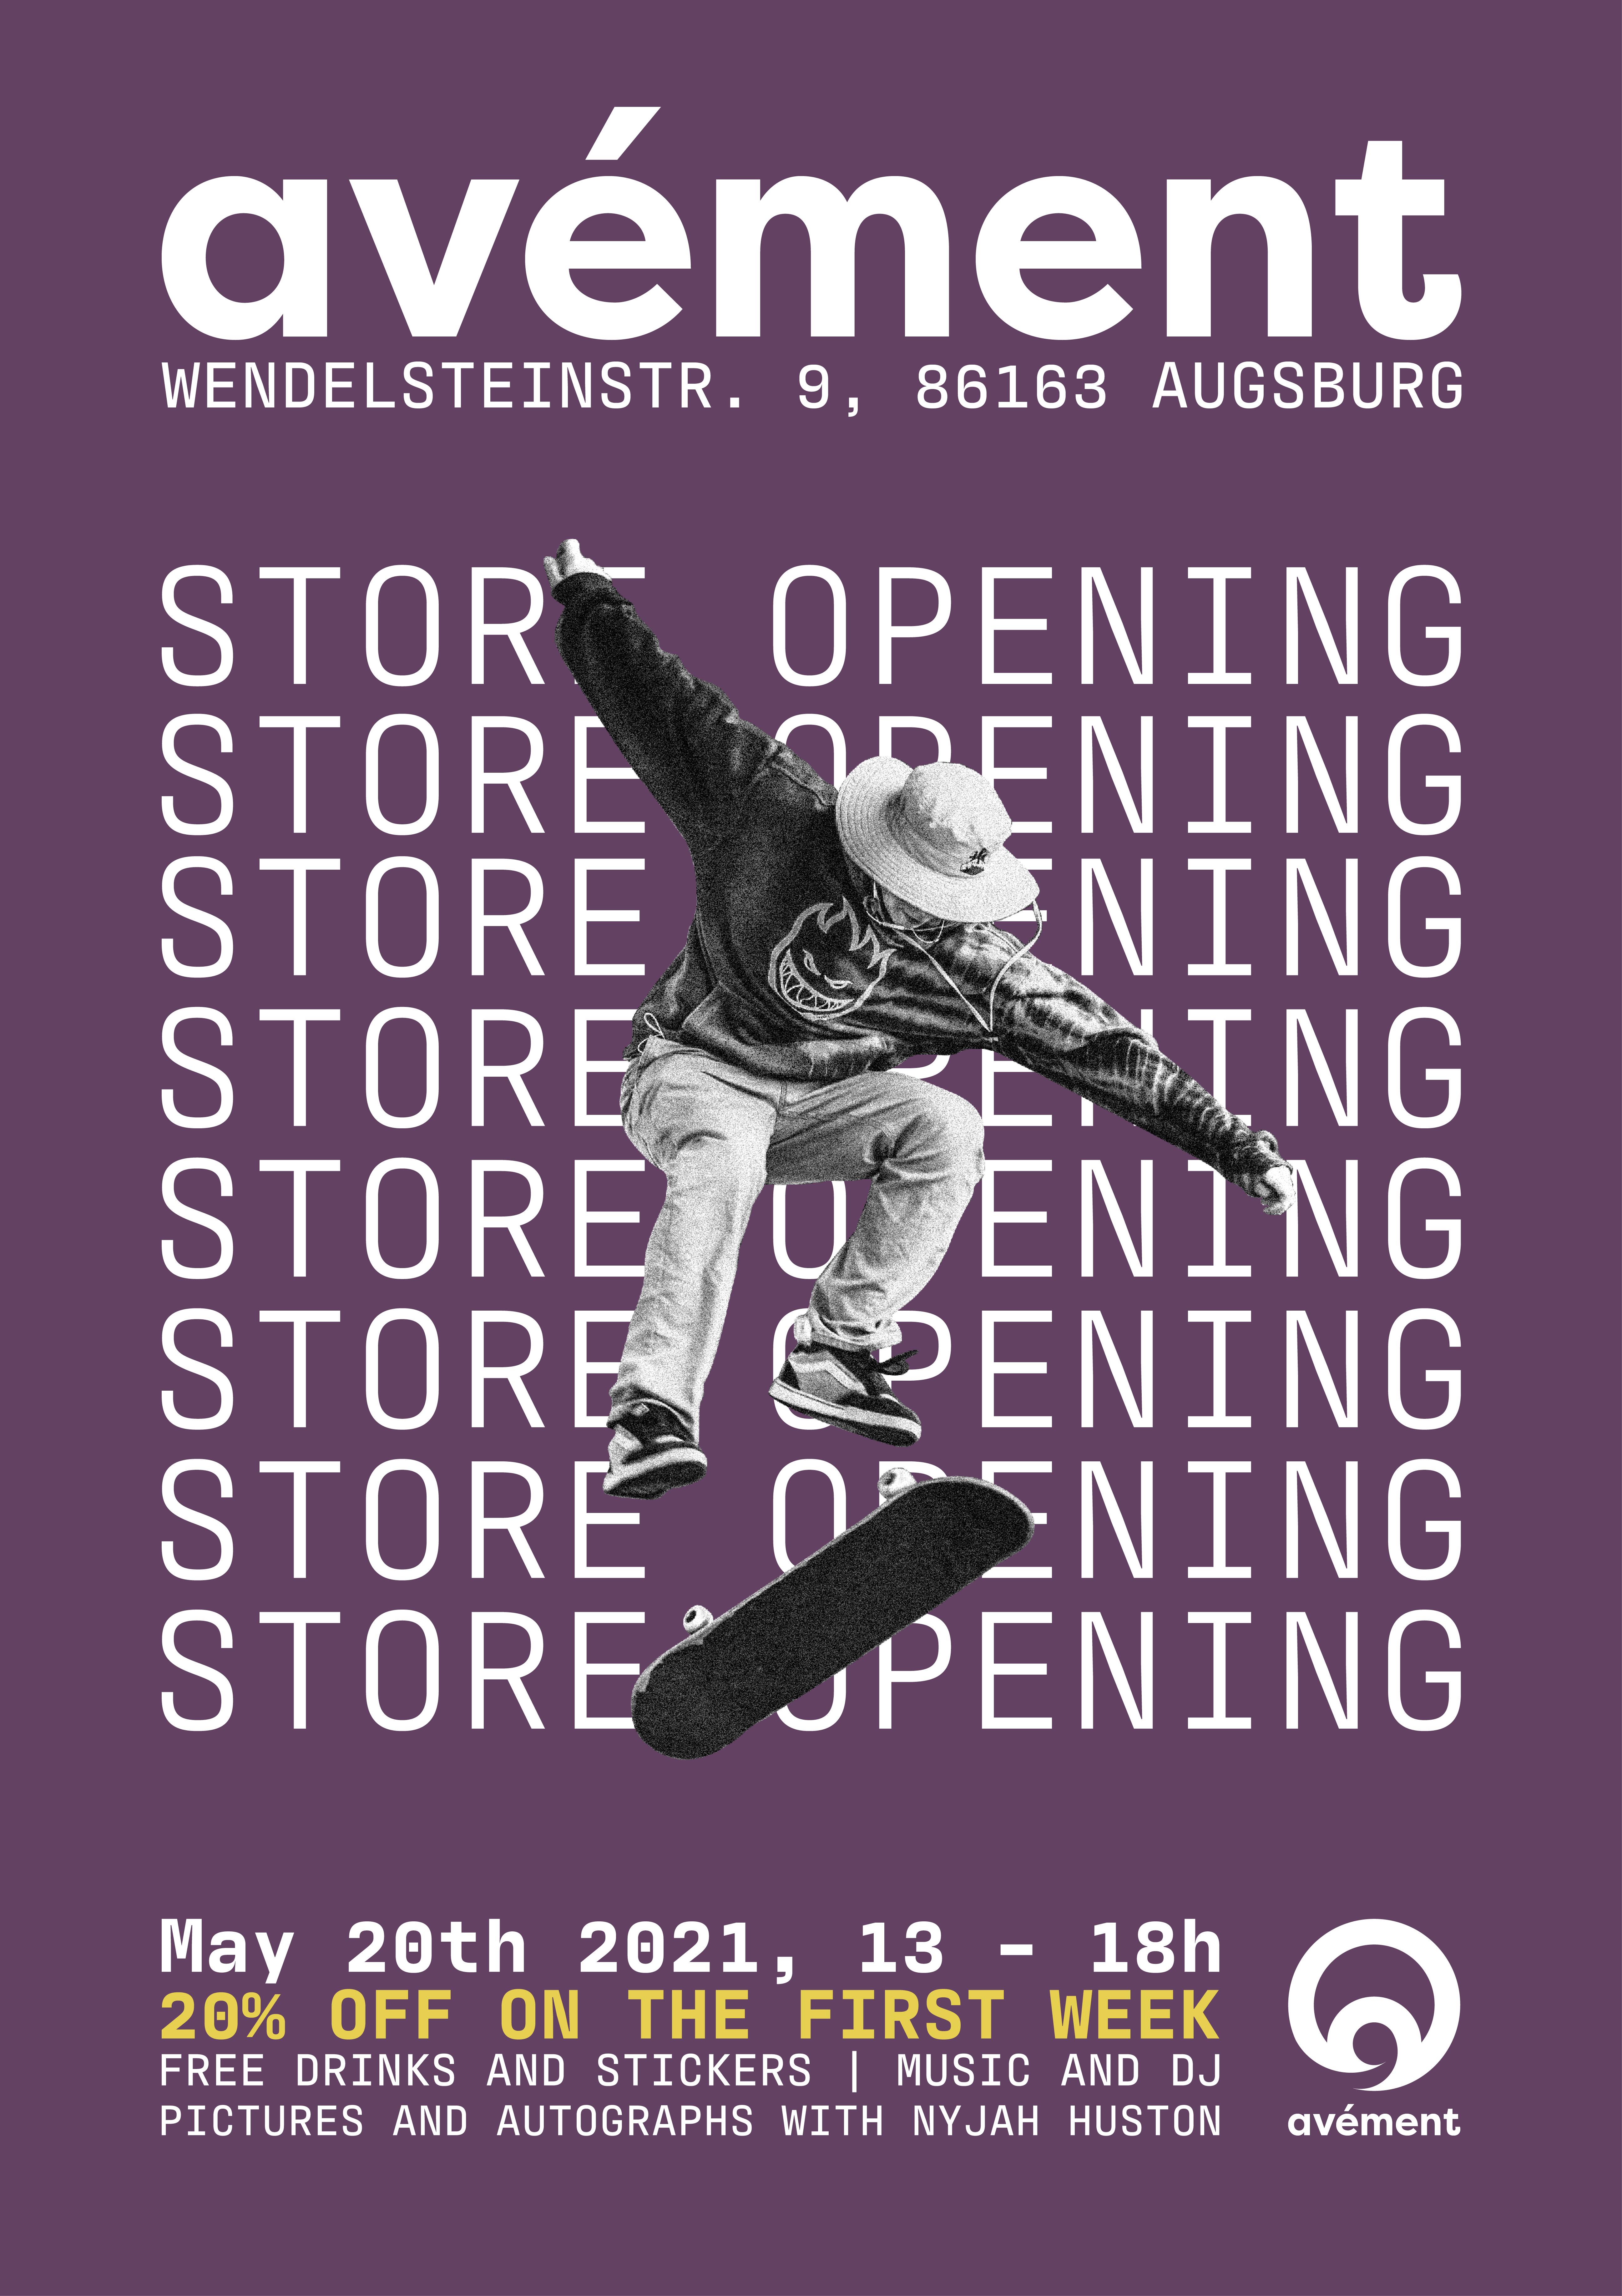 avément
WENDELSTEINSTR. 9, 86163 AUGSBURG
STORE OPENING
STORE OPENING
STORE OPENING
STORE OPENING
STORE OPENING
STORE OPENING
STORE OPENING
STORE OPENING
May 20th 2021, 13 – 18h
20% OFF ON THE FIRST WEEK
FREE DRINKS AND STICKERS | MUSIC AND DJ
PICTURES AND AUTOGRAPHS WITH NYJAH HUSTON
avément